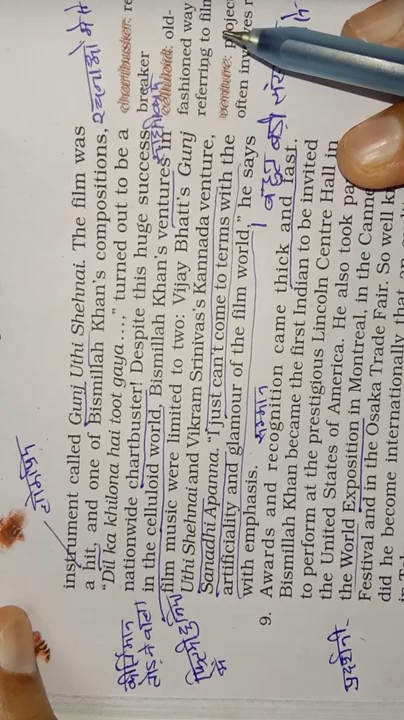 instrument called Gunj Uthi Shehnai. The film was
a hit, and one of Bismillah Khan's compositions, रचनाओं में से
“Dil ka khilona hai toot gaya ...,” turned out to be a
nationwide chartbuster! Despite this huge success
in the celluloid world, Bismillah Khan's ventures in
film music were limited to two: Vijay Bhatt's Gunj
Uthi Shehnai and Vikram Srinivas's Kannada venture,
Sanadhi Apanna. “I just can't come to terms with the
artificiality and glamour of the film world,” he says
with emphasis. सम्मान
9. Awards and recognition came thick and fast.
Bismillah Khan became the first Indian to be invited
to perform at the prestigious Lincoln Centre Hall in
the United States of America. He also took
the World Exposition in Montreal, in the
Festival and in the Osaka Trade Fair. So well
did he become internationally that an
chartbuster:
breaker
celluloid: old-
fashioned way
referring to film
venture:
often
कीर्तिमान
तोड़ने वाला
फिल्मी दुनिया
में
प्रदर्शनी